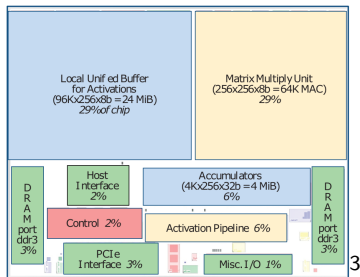 Local Unified Buffer
for Activations
(96Kx256x8b = 24 MiB)
29% of chip
Matrix Multiply Unit
(256x256x8b = 64K MAC)
29%
D
R
A
M
port
ddr3
3%
Host
Interface
2%
Accumulators
(4Kx256x32b = 4 MiB)
6%
D
R
A
M
port
ddr3
3%
Control 2%
Activation Pipeline 6%
PCIe
Interface 3%
Misc. I/O 1%
3